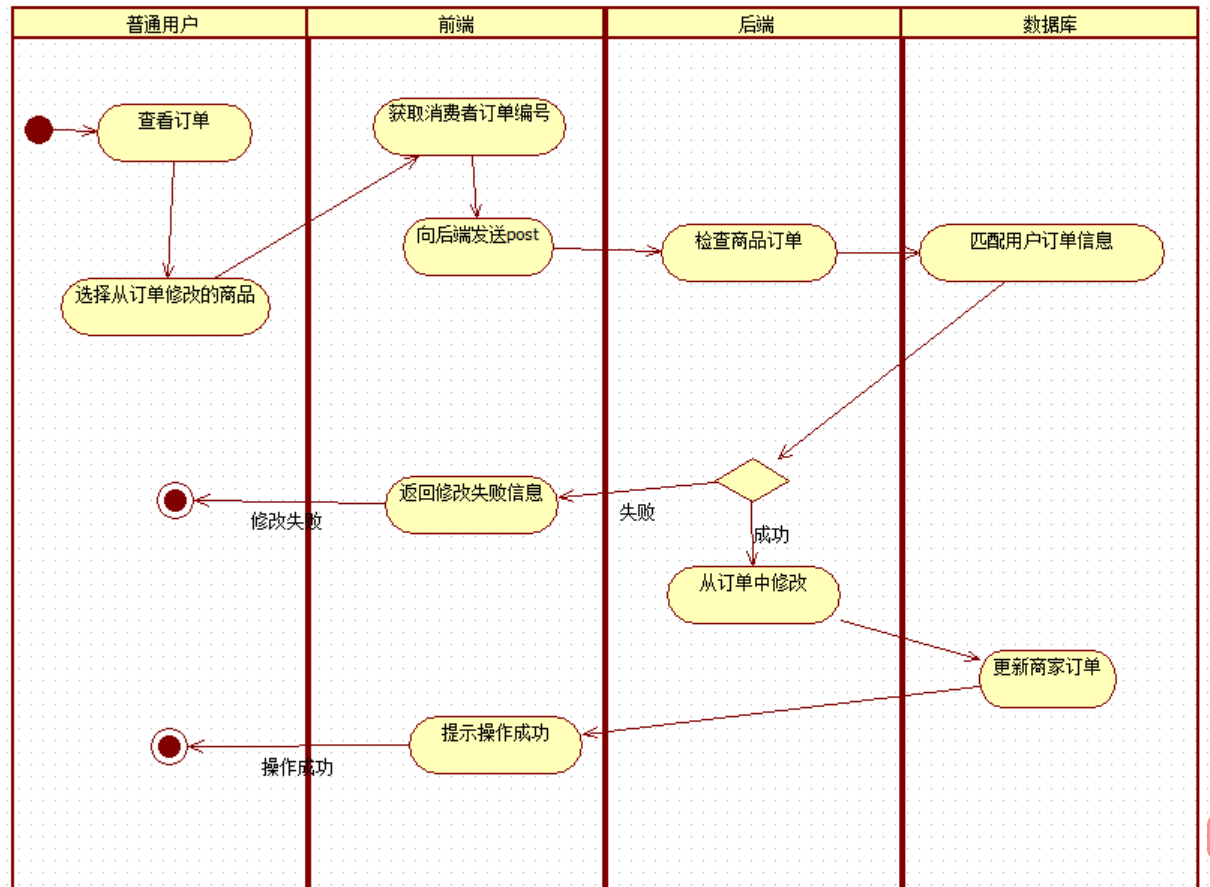 普通用户
前端
后端
数据库
查看订单
获取消费者订单编号
向后端发送post
检查商品订单
匹配用户订单信息
选择从订单修改的商品
返回修改失败信息
修改失败
失败
成功
从订单中修改
更新商家订单
提示操作成功
操作成功